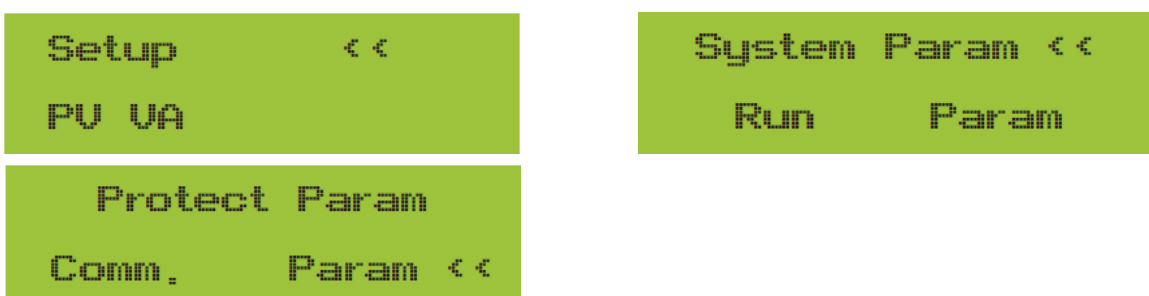 Setup <<
PV VA
System Param <<
Run Param
Protect Param
Comm. Param <<